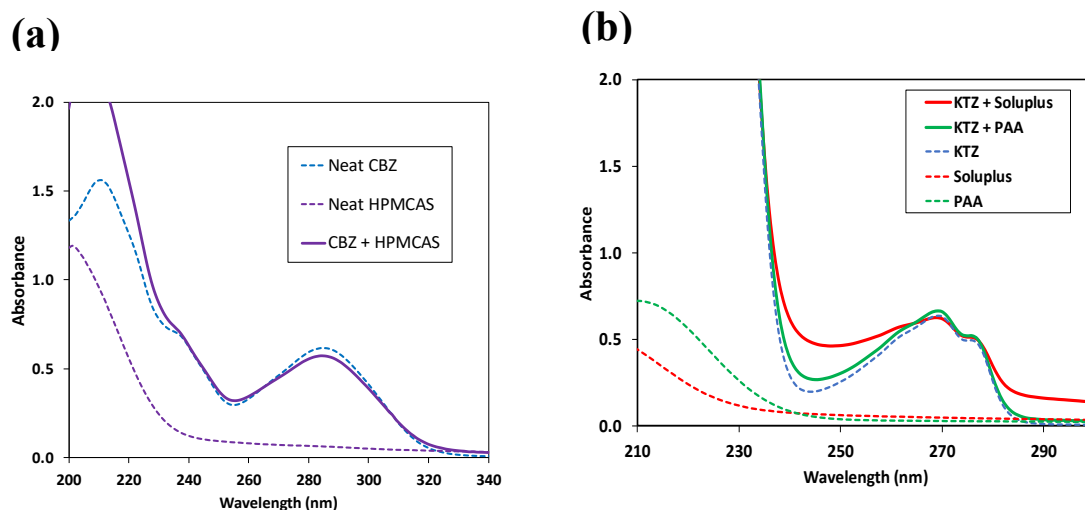 (a)
2.0
1.5
1.0
0.5
0.0
Absorbance
200 220 240 260 280 300 320 340
Wavelength (nm)
Neat CBZ
Neat HPMCAS
CBZ + HPMCAS
(b)
2.0
1.5
1.0
0.5
0.0
Absorbance
210 230 250 270 290
Wavelength (nm)
KTZ + Soluplus
KTZ + PAA
KTZ
Soluplus
PAA